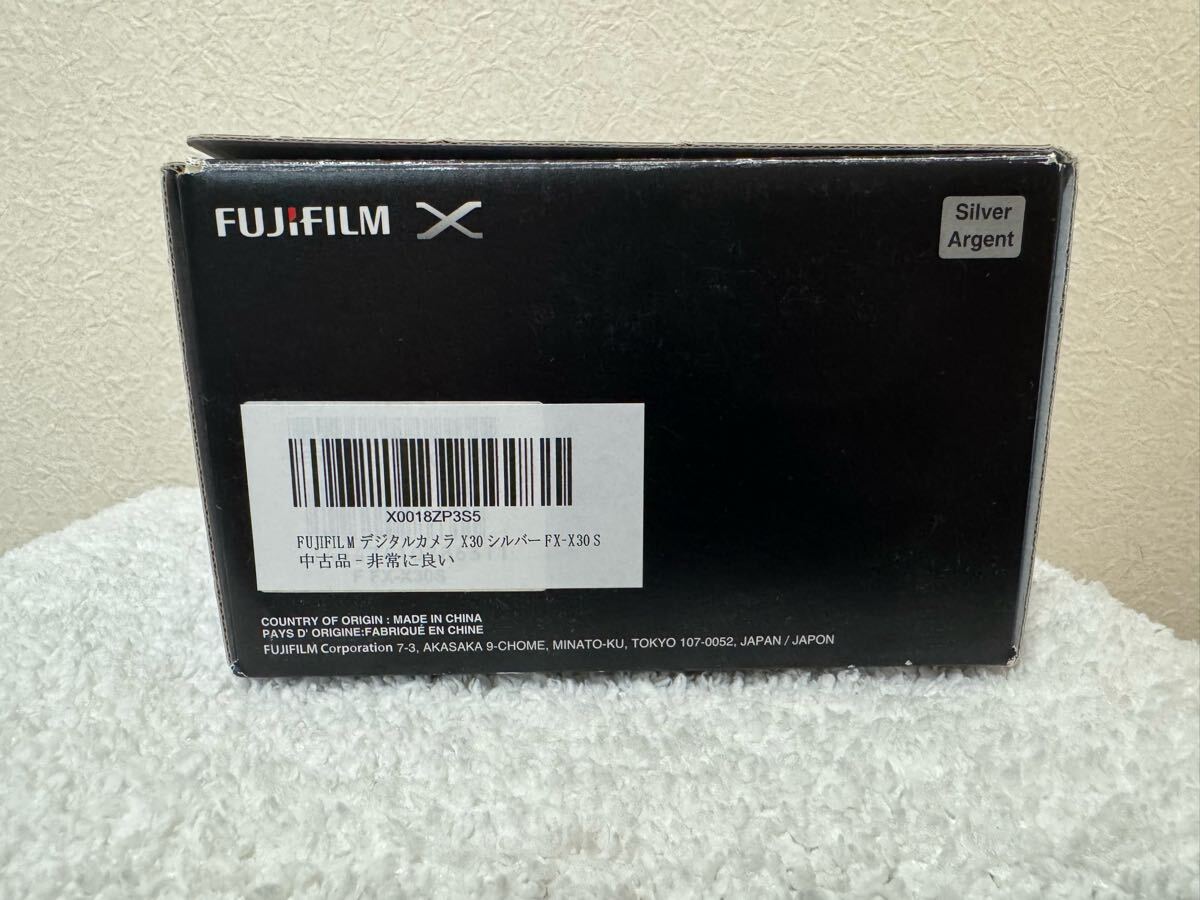 FUJIFILM X
Silver
Argent
X0018ZP3S5
FUJIFILM デジタルカメラ X30 シルバー FX-X30 S
中古品 - 非常に良い
F FX-X30S
COUNTRY OF ORIGIN : MADE IN CHINA
PAYS D' ORIGINE:FABRIQUÉ EN CHINE
FUJIFILM Corporation 7-3, AKASAKA 9-CHOME, MINATO-KU, TOKYO 107-0052, JAPAN / JAPON